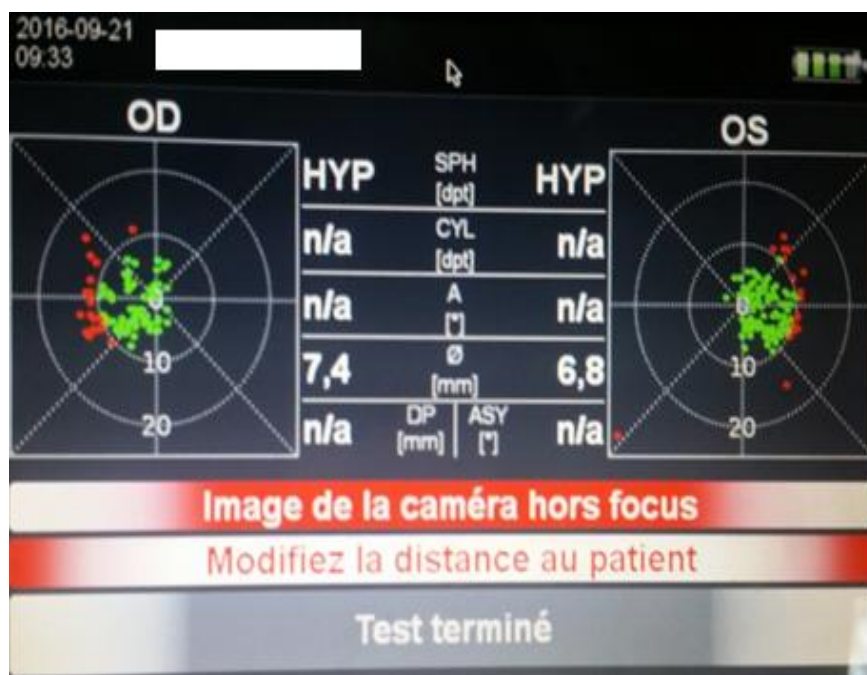 2016-09-21
09:33
OD
OS
HYP SPH [dpt] HYP
n/a CYL [dpt] n/a
n/a A [°] n/a
7,4 Ø [mm] 6,8
n/a DP [mm] ASY [°] n/a
0
10
20
0
10
20
Image de la caméra hors focus
Modifiez la distance au patient
Test terminé